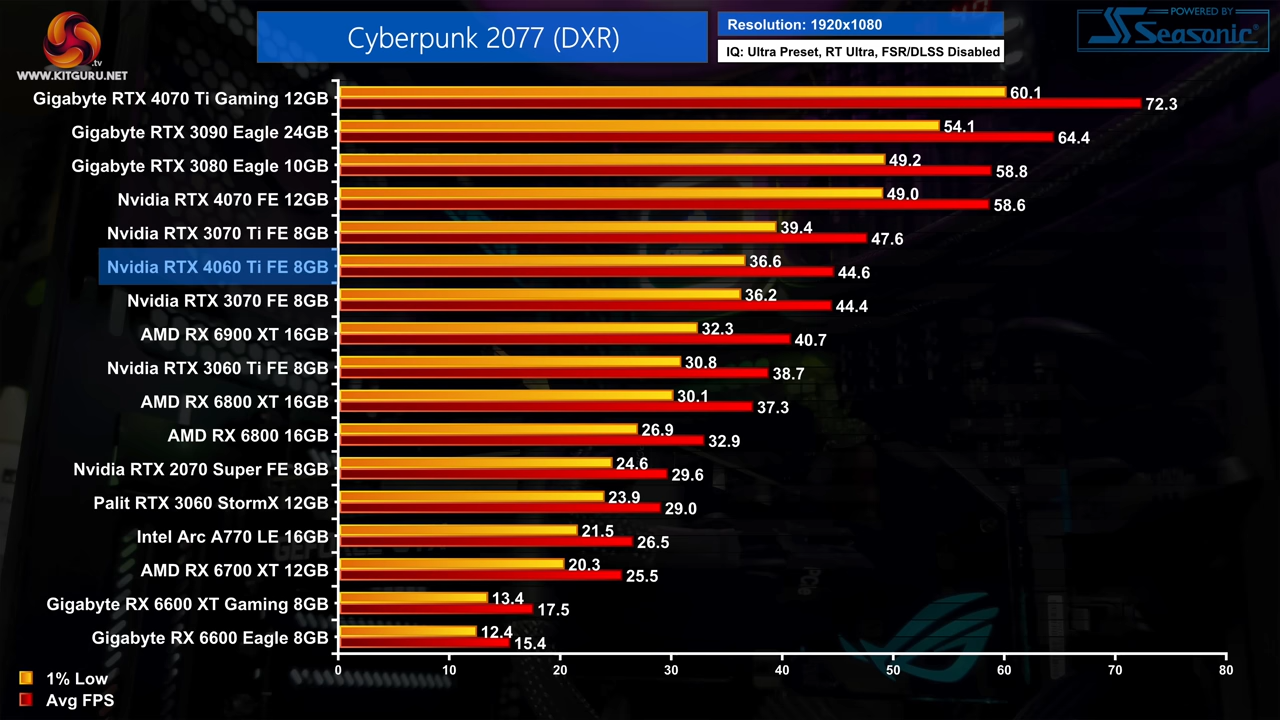 .tv
WWW.KITGURU.NET
Cyberpunk 2077 (DXR)
Resolution: 1920x1080
IQ: Ultra Preset, RT Ultra, FSR/DLSS Disabled
POWERED BY
Seasonic
Gigabyte RTX 4070 Ti Gaming 12GB 60.1 72.3
Gigabyte RTX 3090 Eagle 24GB 54.1 64.4
Gigabyte RTX 3080 Eagle 10GB 49.2 58.8
Nvidia RTX 4070 FE 12GB 49.0 58.6
Nvidia RTX 3070 Ti FE 8GB 39.4 47.6
Nvidia RTX 4060 Ti FE 8GB 36.6 44.6
Nvidia RTX 3070 FE 8GB 36.2 44.4
AMD RX 6900 XT 16GB 32.3 40.7
Nvidia RTX 3060 Ti FE 8GB 30.8 38.7
AMD RX 6800 XT 16GB 30.1 37.3
AMD RX 6800 16GB 26.9 32.9
Nvidia RTX 2070 Super FE 8GB 24.6 29.6
Palit RTX 3060 StormX 12GB 23.9 29.0
Intel Arc A770 LE 16GB 21.5 26.5
AMD RX 6700 XT 12GB 20.3 25.5
Gigabyte RX 6600 XT Gaming 8GB 13.4 17.5
Gigabyte RX 6600 Eagle 8GB 12.4 15.4
0 10 20 30 40 50 60 70 80
1% Low
Avg FPS